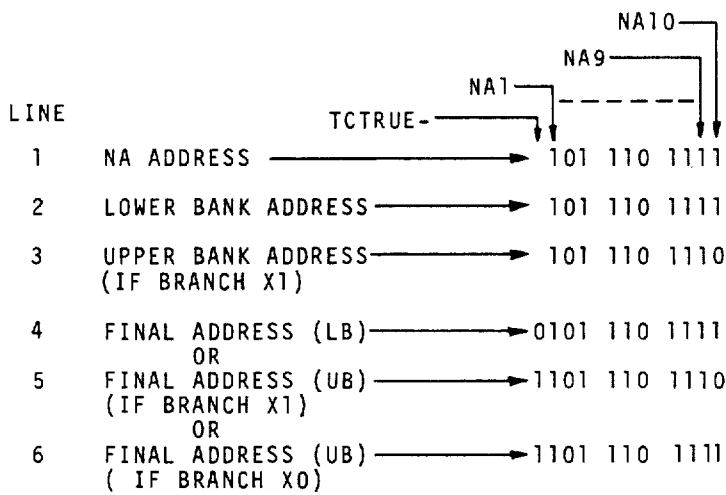 NA10
NA9
NA1
LINE
TCTRUE-
1 NA ADDRESS 101 110 1111
2 LOWER BANK ADDRESS 101 110 1111
3 UPPER BANK ADDRESS 101 110 1110
(IF BRANCH X1)
4 FINAL ADDRESS (LB) 0101 110 1111
OR
5 FINAL ADDRESS (UB) 1101 110 1110
(IF BRANCH X1)
OR
6 FINAL ADDRESS (UB) 1101 110 1111
( IF BRANCH X0)